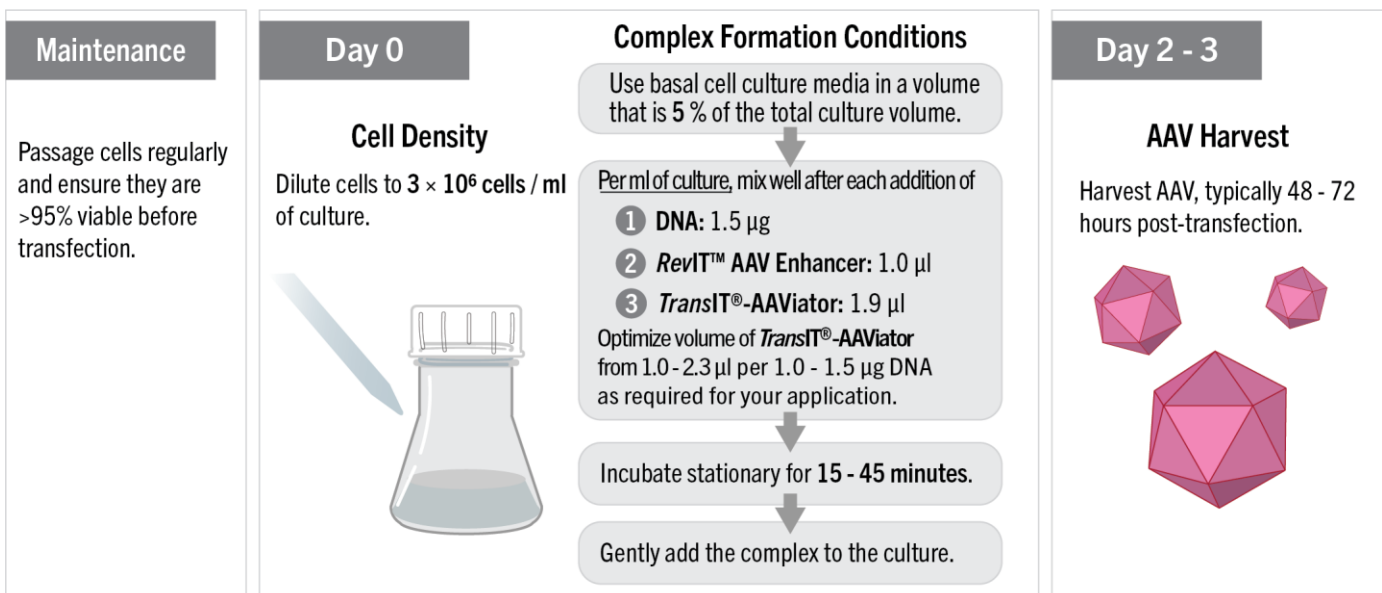 Maintenance
Passage cells regularly
and ensure they are
>95% viable before
transfection.
Day 0
Cell Density
Dilute cells to 3 × 10⁶ cells / ml
of culture.
Complex Formation Conditions
Use basal cell culture media in a volume
that is 5 % of the total culture volume.
Per ml of culture, mix well after each addition of
1 DNA: 1.5 µg
2 RevIT™ AAV Enhancer: 1.0 µl
3 TransIT®-AAViator: 1.9 µl
Optimize volume of TransIT®-AAViator
from 1.0 - 2.3 µl per 1.0 - 1.5 µg DNA
as required for your application.
Incubate stationary for 15 - 45 minutes.
Gently add the complex to the culture.
Day 2 - 3
AAV Harvest
Harvest AAV, typically 48 - 72
hours post-transfection.